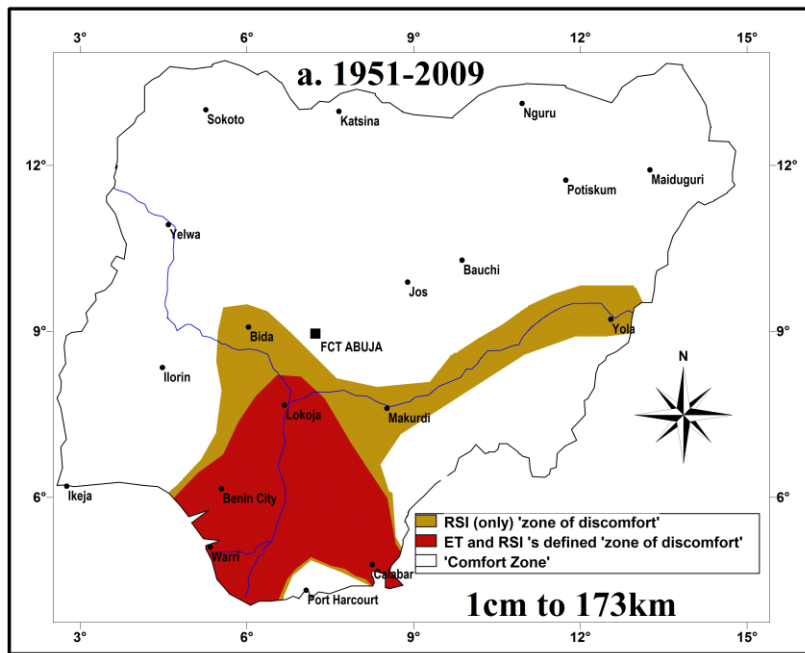 3° 6° 9° 12° 15°
a. 1951-2009
Sokoto
Katsina
Nguru
12° 12°
Potiskum
Maiduguri
Yelwa
Bauchi
Jos
9° 9°
Bida
FCT ABUJA
Yola
Ilorin
N
Lokoja
Makurdi
Ikeja
Benin City
6° 6°
RSI (only) 'zone of discomfort'
ET and RSI 's defined 'zone of discomfort'
'Comfort Zone'
Warri
Calabar
Port Harcourt
1cm to 173km
3° 6° 9° 12° 15°